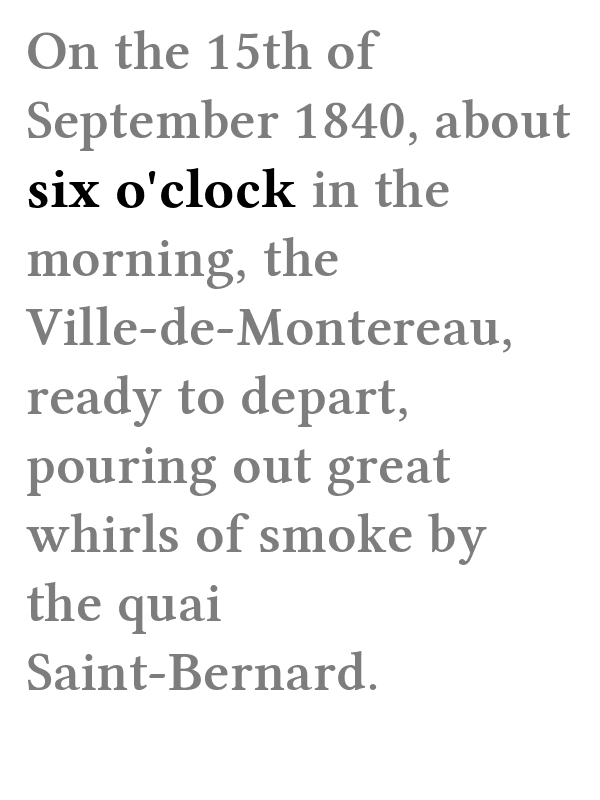 On the 15th of
September 1840, about
six o'clock in the
morning, the
Ville-de-Montereau,
ready to depart,
pouring out great
whirls of smoke by
the quai
Saint-Bernard.